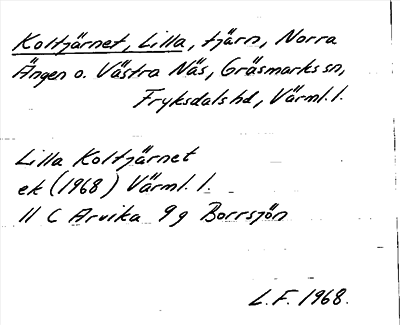 Koltjärnet, Lilla, tjärn, Norra
Ängen o. Västra Näs, Gräsmarks sn,
Fryksdals hd, Värml. l.
Lilla Koltjärnet
ek (1968) Värml. l.
11 C Arvika 9g Borrsjön
L.F. 1968.